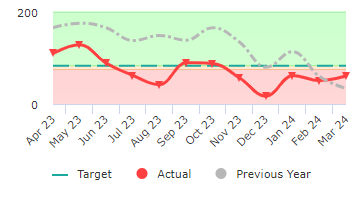 200
0
Apr 23
May 23
Jun 23
Jul 23
Aug 23
Sep 23
Oct 23
Nov 23
Dec 23
Jan 24
Feb 24
Mar 24
Target Actual Previous Year